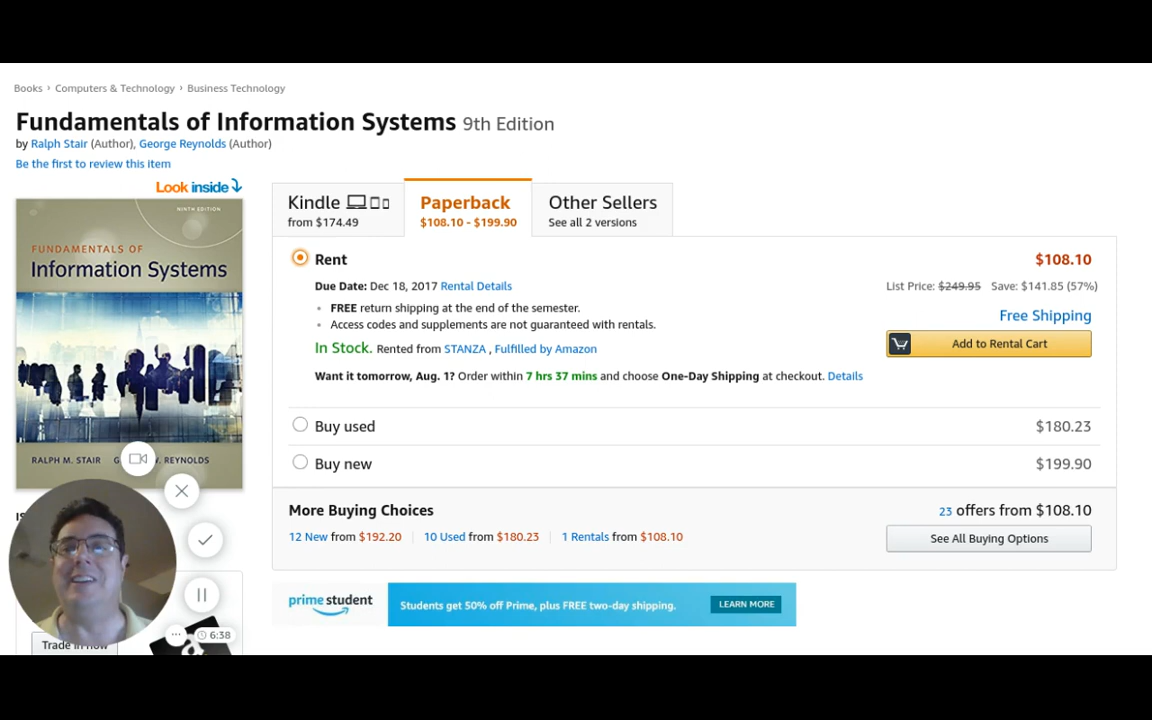 Books › Computers & Technology › Business Technology
Fundamentals of Information Systems 9th Edition
by Ralph Stair (Author), George Reynolds (Author)
Be the first to review this item
Look inside
NINTH EDITION
FUNDAMENTALS OF
Information Systems
RALPH M. STAIR
REYNOLDS
Kindle
from $174.49
Paperback
$108.10 - $199.90
Other Sellers
See all 2 versions
Rent $108.10
Due Date: Dec 18, 2017 Rental Details
List Price: $249.95 Save: $141.85 (57%)
• FREE return shipping at the end of the semester.
Free Shipping
• Access codes and supplements are not guaranteed with rentals.
Add to Rental Cart
In Stock. Rented from STANZA , Fulfilled by Amazon
Want it tomorrow, Aug. 1? Order within 7 hrs 37 mins and choose One-Day Shipping at checkout. Details
Buy used $180.23
Buy new $199.90
More Buying Choices
23 offers from $108.10
12 New from $192.20 | 10 Used from $180.23 | 1 Rentals from $108.10
See All Buying Options
prime student
Students get 50% off Prime, plus FREE two-day shipping.
LEARN MORE
6:38
Trade in now
a